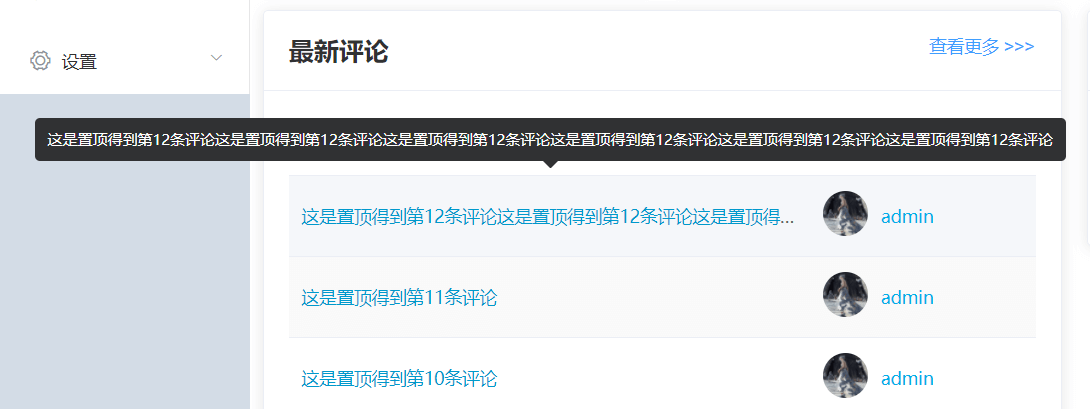 设置
最新评论
查看更多 >>>
这是置顶得到第12条评论这是置顶得到第12条评论这是置顶得到第12条评论这是置顶得到第12条评论这是置顶得到第12条评论这是置顶得到第12条评论
这是置顶得到第12条评论这是置顶得到第12条评论这是置顶得... admin
这是置顶得到第11条评论 admin
这是置顶得到第10条评论 admin